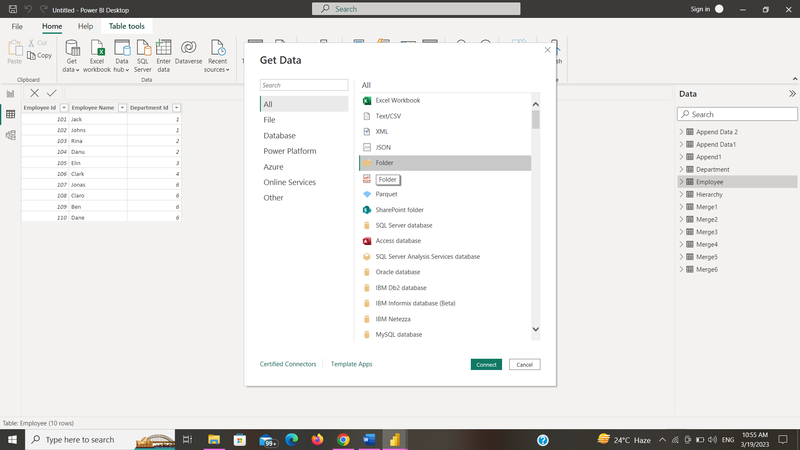 Untitled - Power BI Desktop
Search
Sign in
File
Home
Help
Table tools
Paste
Cut
Copy
Get data
Excel workbook
Data hub
SQL Server
Enter data
Dataverse
Recent sources
Clipboard
Data
Employee Id
Employee Name
Department Id
101 Jack 1
102 Johns 1
103 Rina 2
104 Danu 2
105 Elin 3
106 Clark 4
107 Jonas 6
108 Claro 6
109 Ben 6
110 Dane 6
Get Data
Search
All
File
Database
Power Platform
Azure
Online Services
Other
All
Excel Workbook
Text/CSV
XML
JSON
Folder
Folder
Parquet
SharePoint folder
SQL Server database
Access database
SQL Server Analysis Services database
Oracle database
IBM Db2 database
IBM Informix database (Beta)
IBM Netezza
MySQL database
Certified Connectors
Template Apps
Connect
Cancel
Data
Search
Append Data 2
Append Data1
Append1
Department
Employee
Hierarchy
Merge1
Merge2
Merge3
Merge4
Merge5
Merge6
Table: Employee (10 rows)
Type here to search
99+
24°C Haze
ENG
10:55 AM
3/19/2023